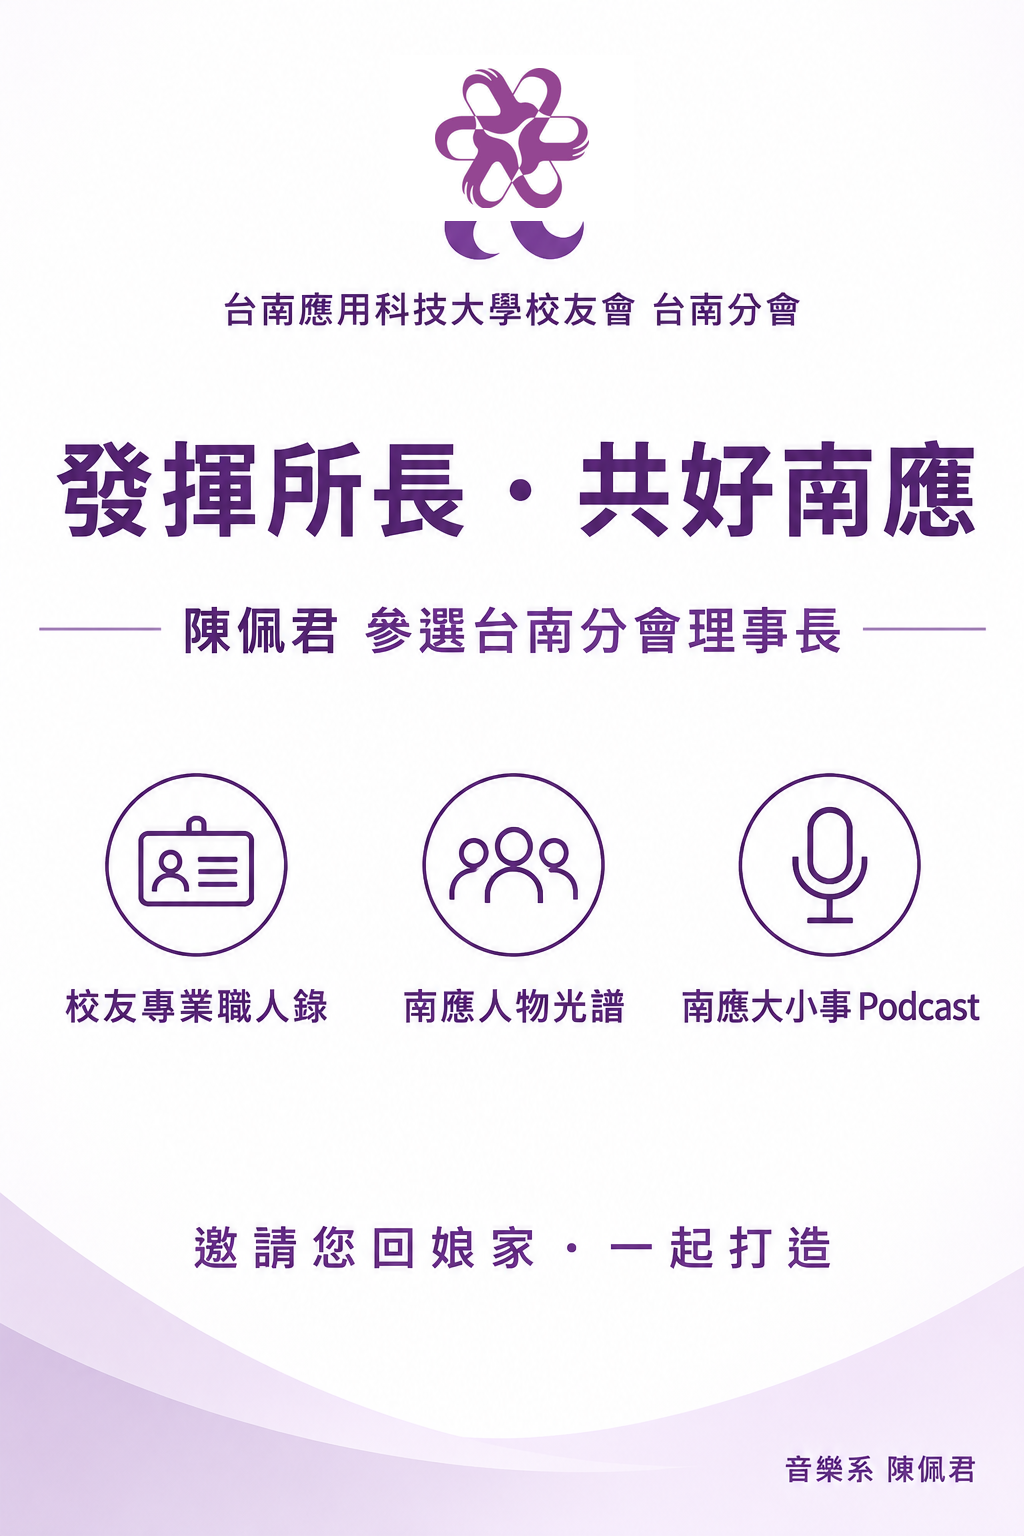 台南應用科技大學校友會 台南分會
發揮所長・共好南應
陳佩君 參選台南分會理事長
校友專業職人錄
南應人物光譜
南應大小事 Podcast
邀請您回娘家・一起打造
音樂系 陳佩君